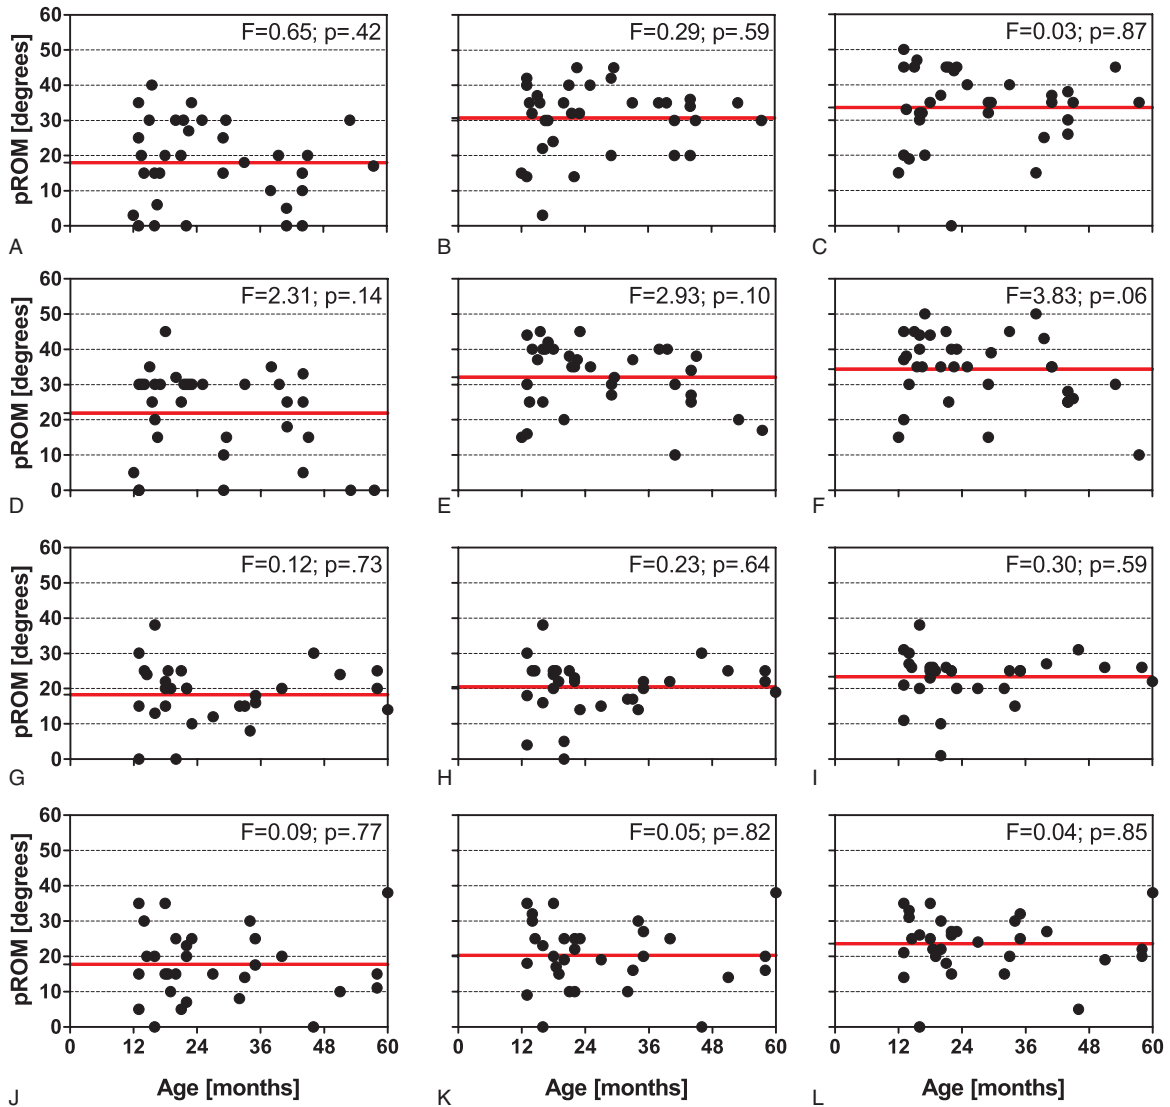 60
F=0.65; p=.42
F=0.29; p=.59
F=0.03; p=.87
50
40
30
20
10
0
pROM [degrees]
A
B
C
60
F=2.31; p=.14
F=2.93; p=.10
F=3.83; p=.06
50
40
30
20
10
0
pROM [degrees]
D
E
F
60
F=0.12; p=.73
F=0.23; p=.64
F=0.30; p=.59
50
40
30
20
10
0
pROM [degrees]
G
H
I
60
F=0.09; p=.77
F=0.05; p=.82
F=0.04; p=.85
50
40
30
20
10
0
pROM [degrees]
0 12 24 36 48 0 12 24 36 48 60 0 12 24 36 48 60
Age [months] Age [months] Age [months]
J
K
L